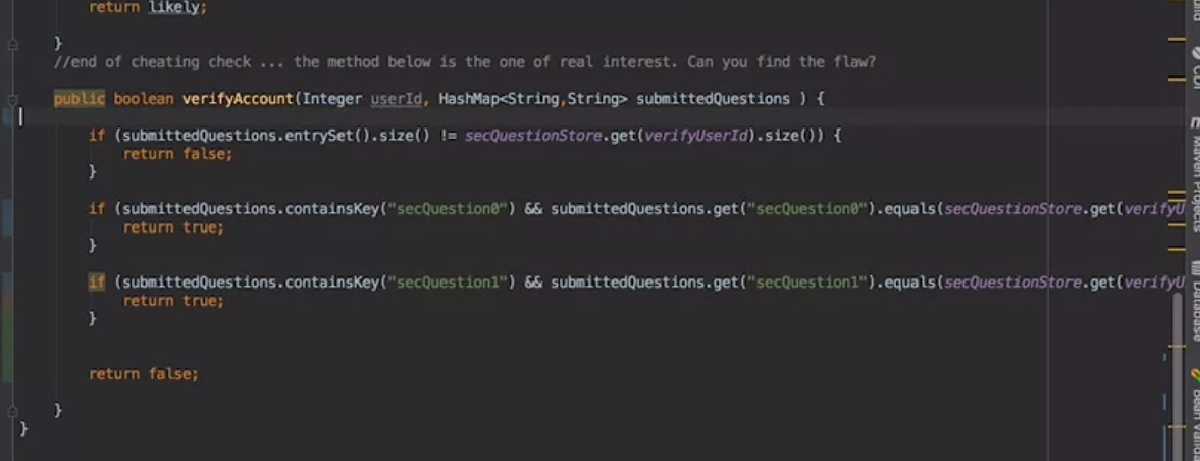 return likely;
}
//end of cheating check ... the method below is the one of real interest. Can you find the flaw?
public boolean verifyAccount(Integer userId, HashMap<String,String> submittedQuestions ) {
if (submittedQuestions.entrySet().size() != secQuestionStore.get(verifyUserId).size()) {
return false;
}
if (submittedQuestions.containsKey("secQuestion0") && submittedQuestions.get("secQuestion0").equals(secQuestionStore.get(verifyU
return true;
}
if (submittedQuestions.containsKey("secQuestion1") && submittedQuestions.get("secQuestion1").equals(secQuestionStore.get(verifyU
return true;
}
return false;
}
}
Maven Projects
Database